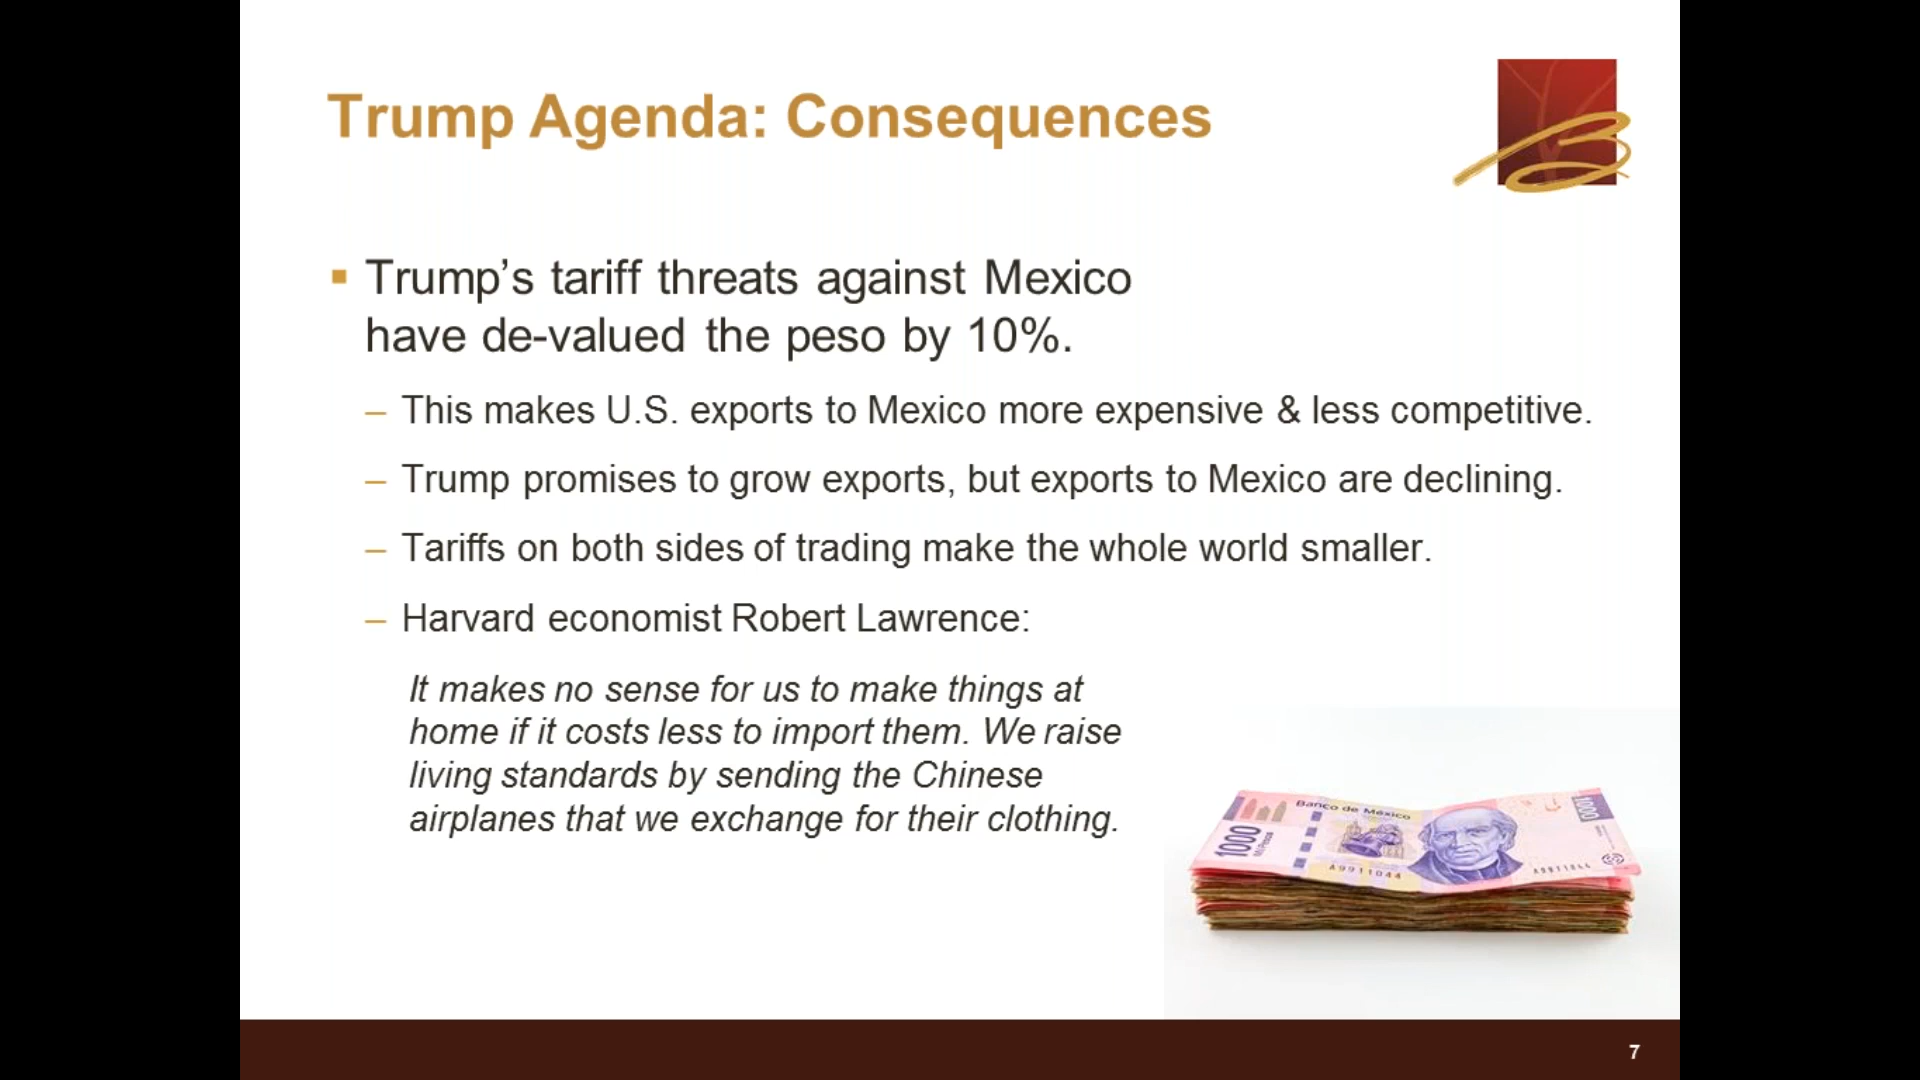 Trump Agenda: Consequences
Trump's tariff threats against Mexico
have de-valued the peso by 10%.
– This makes U.S. exports to Mexico more expensive & less competitive.
– Trump promises to grow exports, but exports to Mexico are declining.
– Tariffs on both sides of trading make the whole world smaller.
– Harvard economist Robert Lawrence:
It makes no sense for us to make things at
home if it costs less to import them. We raise
living standards by sending the Chinese
airplanes that we exchange for their clothing.
Banco de México
1000
1000
A9911044
A9911044
7